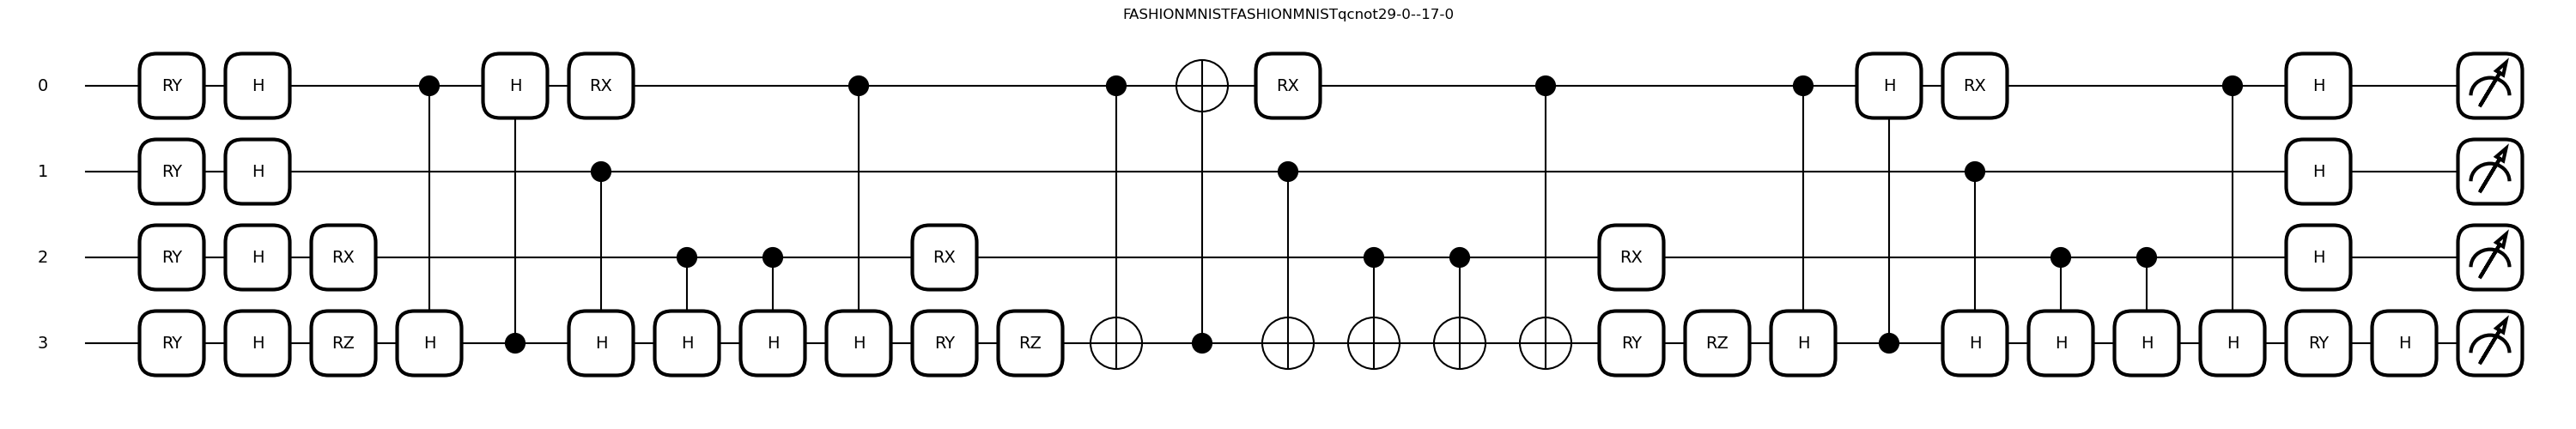 FASHIONMNISTFASHIONMNISTqcnot29-0--17-0
0 RY H H RX RX H RX H
1 RY H H
2 RY H RX RX RX H
3 RY H RZ H H H H H RY RZ RY RZ H H H H H RY H